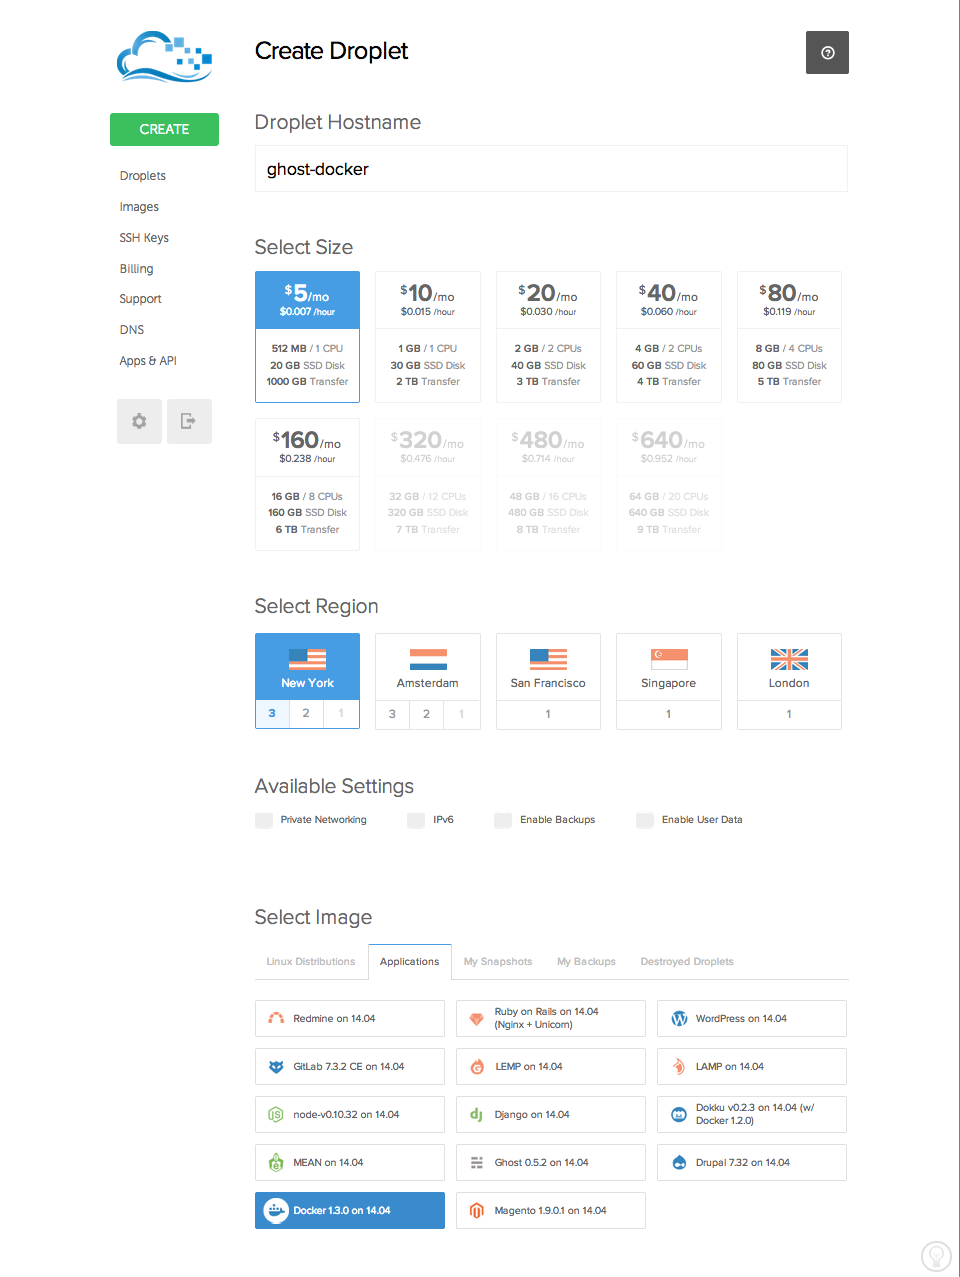 Create Droplet
CREATE
Droplets
Images
SSH Keys
Billing
Support
DNS
Apps & API
Droplet Hostname
ghost-docker
Select Size
$5/mo $10/mo $20/mo $40/mo $80/mo
$0.007 /hour $0.015 /hour $0.030 /hour $0.060 /hour $0.119 /hour
512 MB / 1 CPU 1 GB / 1 CPU 2 GB / 2 CPUs 4 GB / 2 CPUs 8 GB / 4 CPUs
20 GB SSD Disk 30 GB SSD Disk 40 GB SSD Disk 60 GB SSD Disk 80 GB SSD Disk
1000 GB Transfer 2 TB Transfer 3 TB Transfer 4 TB Transfer 5 TB Transfer
$160/mo $320/mo $480/mo $640/mo
$0.238 /hour $0.476 /hour $0.714 /hour $0.952 /hour
16 GB / 8 CPUs 32 GB / 12 CPUs 48 GB / 16 CPUs 64 GB / 20 CPUs
160 GB SSD Disk 320 GB SSD Disk 480 GB SSD Disk 640 GB SSD Disk
6 TB Transfer 7 TB Transfer 8 TB Transfer 9 TB Transfer
Select Region
New York Amsterdam San Francisco Singapore London
3 2 1 3 2 1 1 1 1
Available Settings
Private Networking IPv6 Enable Backups Enable User Data
Select Image
Linux Distributions Applications My Snapshots My Backups Destroyed Droplets
Redmine on 14.04
Ruby on Rails on 14.04
(Nginx + Unicorn)
WordPress on 14.04
GitLab 7.3.2 CE on 14.04
LEMP on 14.04
LAMP on 14.04
node-v0.10.32 on 14.04
Django on 14.04
Dokku v0.2.3 on 14.04 (w/
Docker 1.2.0)
MEAN on 14.04
Ghost 0.5.2 on 14.04
Drupal 7.32 on 14.04
Docker 1.3.0 on 14.04
Magento 1.9.0.1 on 14.04